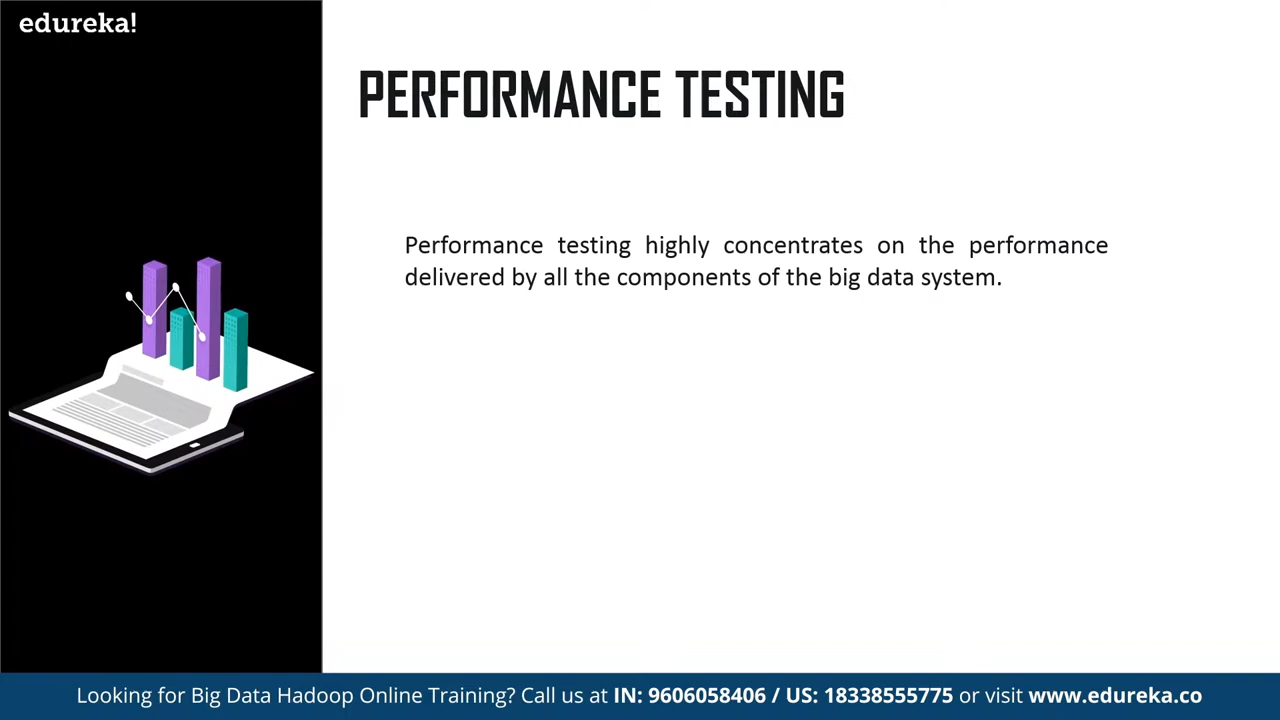 edureka!
PERFORMANCE TESTING
Performance testing highly concentrates on the performance
delivered by all the components of the big data system.
Looking for Big Data Hadoop Online Training? Call us at IN: 9606058406 / US: 18338555775 or visit www.edureka.co